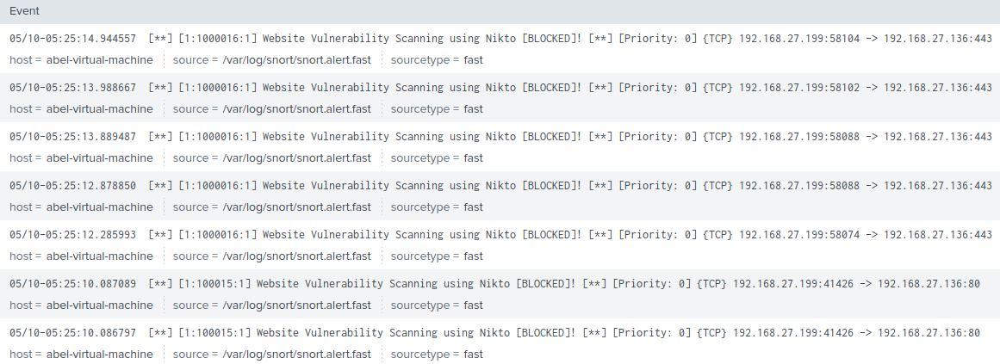 Event
05/10-05:25:14.944557 [**] [1:1000016:1] Website Vulnerability Scanning using Nikto [BLOCKED]! [**] [Priority: 0] {TCP} 192.168.27.199:58104 -> 192.168.27.136:443
host = abel-virtual-machine source = /var/log/snort/snort.alert.fast sourcetype = fast
05/10-05:25:13.988667 [**] [1:1000016:1] Website Vulnerability Scanning using Nikto [BLOCKED]! [**] [Priority: 0] {TCP} 192.168.27.199:58102 -> 192.168.27.136:443
host = abel-virtual-machine source = /var/log/snort/snort.alert.fast sourcetype = fast
05/10-05:25:13.889487 [**] [1:1000016:1] Website Vulnerability Scanning using Nikto [BLOCKED]! [**] [Priority: 0] {TCP} 192.168.27.199:58088 -> 192.168.27.136:443
host = abel-virtual-machine source = /var/log/snort/snort.alert.fast sourcetype = fast
05/10-05:25:12.878850 [**] [1:1000016:1] Website Vulnerability Scanning using Nikto [BLOCKED]! [**] [Priority: 0] {TCP} 192.168.27.199:58088 -> 192.168.27.136:443
host = abel-virtual-machine source = /var/log/snort/snort.alert.fast sourcetype = fast
05/10-05:25:12.285993 [**] [1:1000016:1] Website Vulnerability Scanning using Nikto [BLOCKED]! [**] [Priority: 0] {TCP} 192.168.27.199:58074 -> 192.168.27.136:443
host = abel-virtual-machine source = /var/log/snort/snort.alert.fast sourcetype = fast
05/10-05:25:10.087089 [**] [1:100015:1] Website Vulnerability Scanning using Nikto [BLOCKED]! [**] [Priority: 0] {TCP} 192.168.27.199:41426 -> 192.168.27.136:80
host = abel-virtual-machine source = /var/log/snort/snort.alert.fast sourcetype = fast
05/10-05:25:10.086797 [**] [1:100015:1] Website Vulnerability Scanning using Nikto [BLOCKED]! [**] [Priority: 0] {TCP} 192.168.27.199:41426 -> 192.168.27.136:80
host = abel-virtual-machine source = /var/log/snort/snort.alert.fast sourcetype = fast